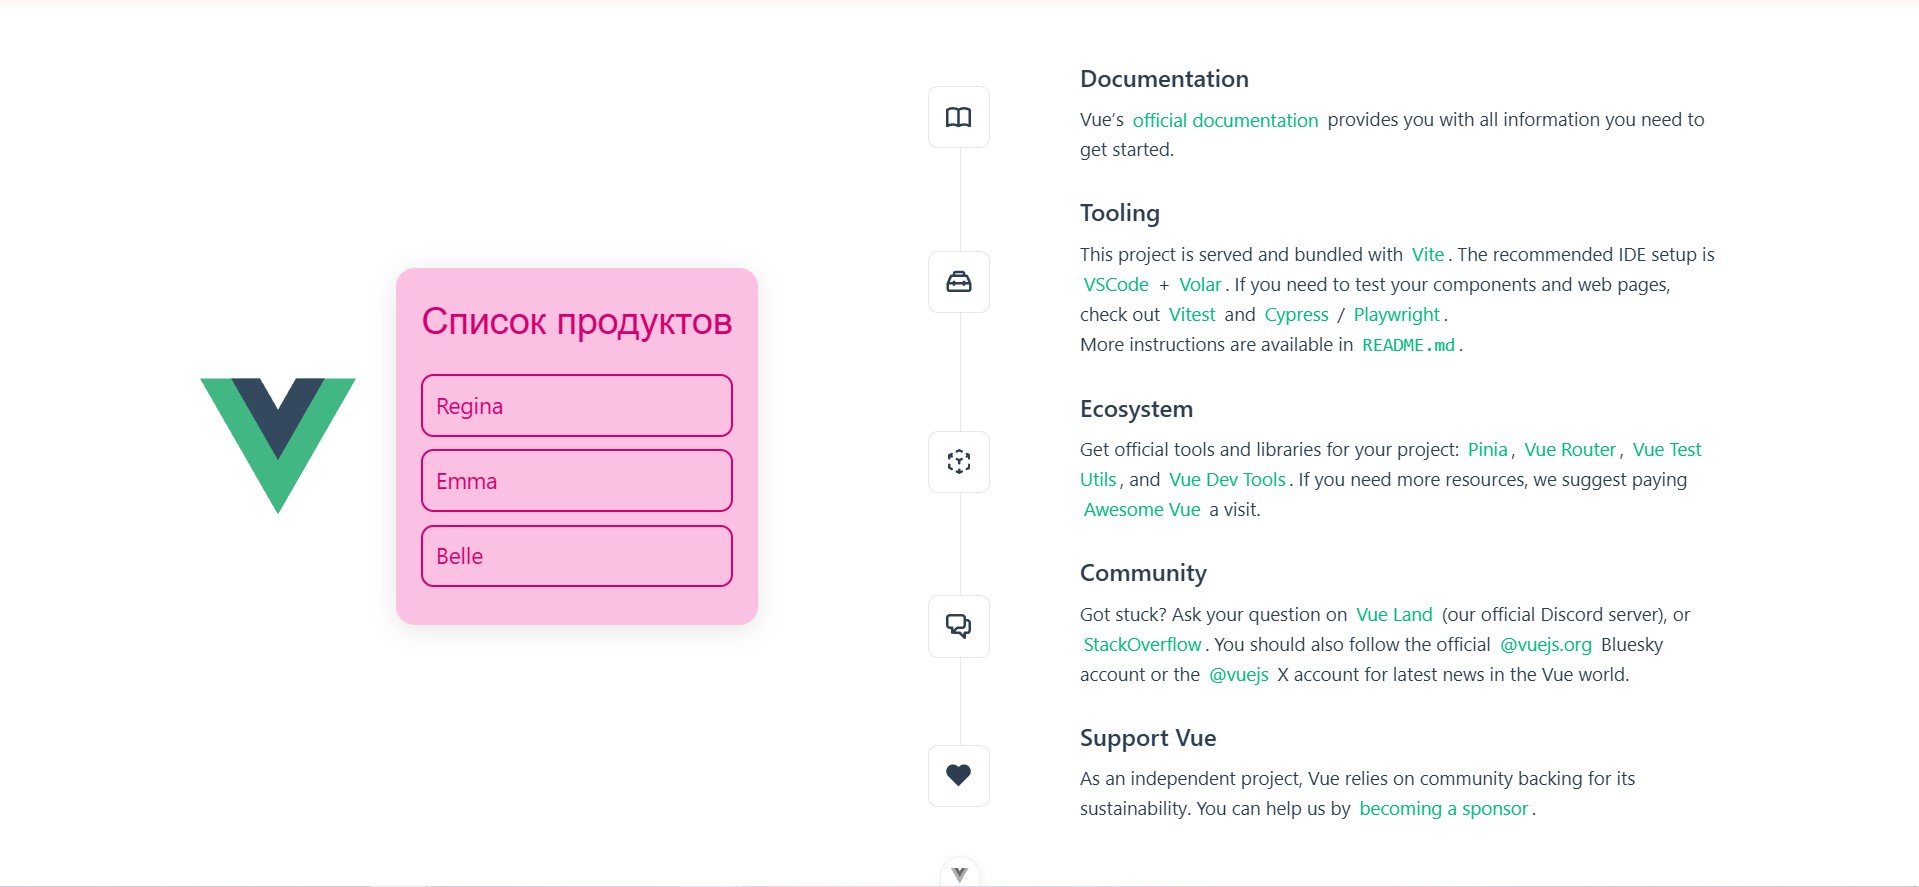 Список продуктов
Regina
Emma
Belle
Documentation
Vue’s official documentation provides you with all information you need to
get started.
Tooling
This project is served and bundled with Vite. The recommended IDE setup is
VSCode + Volar. If you need to test your components and web pages,
check out Vitest and Cypress / Playwright.
More instructions are available in README.md.
Ecosystem
Get official tools and libraries for your project: Pinia, Vue Router, Vue Test
Utils, and Vue Dev Tools. If you need more resources, we suggest paying
Awesome Vue a visit.
Community
Got stuck? Ask your question on Vue Land (our official Discord server), or
StackOverflow. You should also follow the official @vuejs.org Bluesky
account or the @vuejs X account for latest news in the Vue world.
Support Vue
As an independent project, Vue relies on community backing for its
sustainability. You can help us by becoming a sponsor.